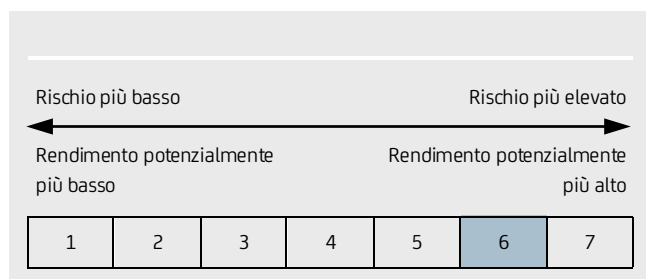 Rischio più basso Rischio più elevato
Rendimento potenzialmente Rendimento potenzialmente
più basso più alto
1 2 3 4 5 6 7